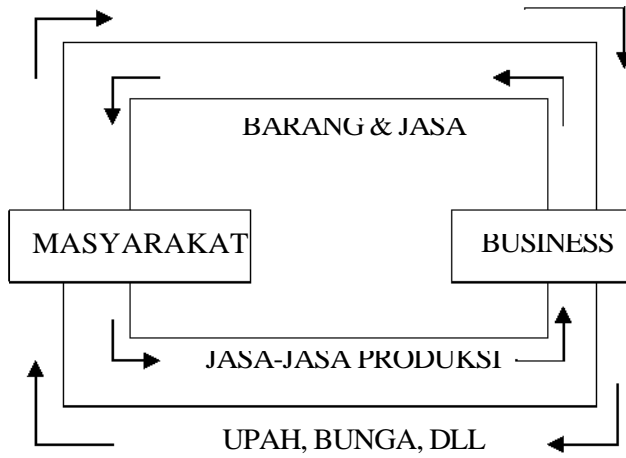 BARANG & JASA
MASYARAKAT
BUSINESS
JASA-JASA PRODUKSI
UPAH, BUNGA, DLL